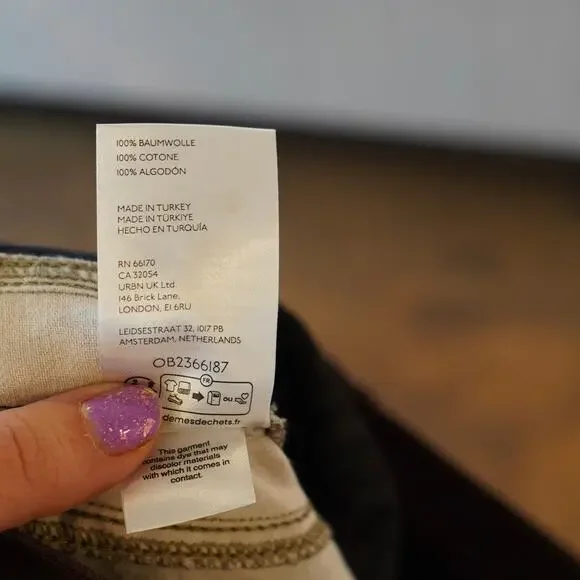 100% BAUMWOLLE
100% COTONE
100% ALGODÓN
MADE IN TURKEY
MADE IN TÜRKİYE
HECHO EN TURQUÍA
RN 66170
CA 32054
URBN UK Ltd
146 Brick Lane,
LONDON, E1 6RU
LEIDSESTRAAT 32, 1017 PB
AMSTERDAM, NETHERLANDS
OB2366187
FR
ou
demesdechets.fr
This garment
contains dye that may
discolor materials
with which it comes in
contact.